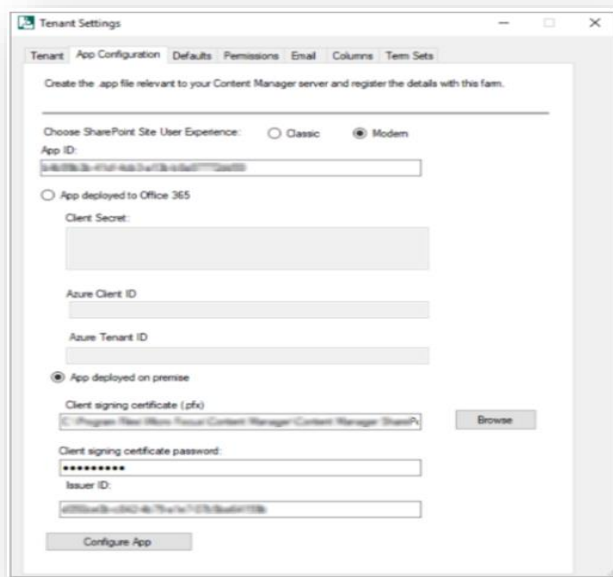 Tenant Settings
Tenant App Configuration Defaults Permissions Email Columns Term Sets
Create the .app file relevant to your Content Manager server and register the details with this farm.
Choose SharePoint Site User Experience: Classic Modern
App ID:
App deployed to Office 365
Client Secret:
Azure Client ID
Azure Tenant ID
App deployed on premise
Client signing certificate (.pfx)
Browse
Client signing certificate password:
●●●●●●●●●
Issuer ID:
Configure App